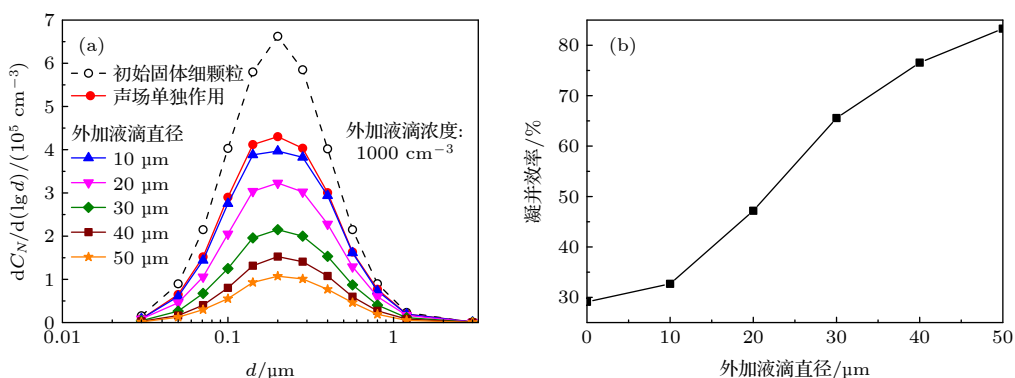 (a)
初始固体细颗粒
声场单独作用
外加液滴直径
10 µm
20 µm
30 µm
40 µm
50 µm
外加液滴浓度:
1000 cm⁻³
dC_N/d(lgd)/(10⁵ cm⁻³)
7
6
5
4
3
2
1
0
0.01
0.1
1
d/µm
(b)
凝并效率/%
80
70
60
50
40
30
0
10
20
30
40
50
外加液滴直径/µm